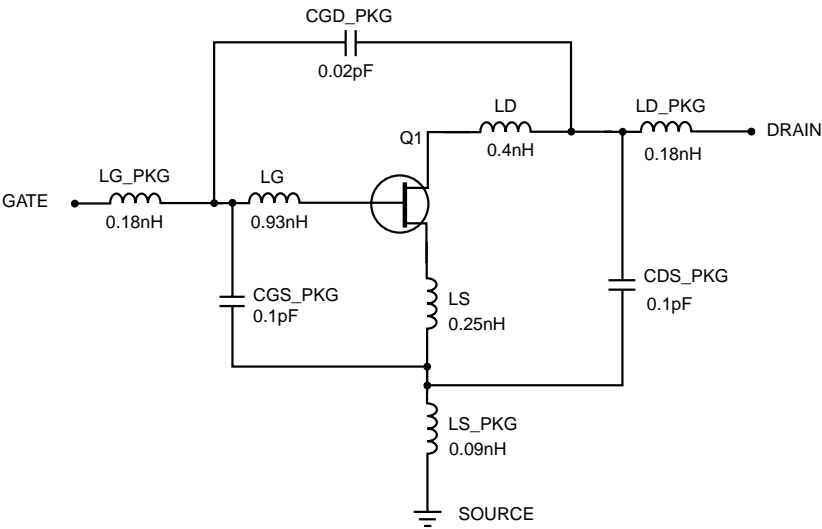 CGD_PKG
0.02pF
LD
LD_PKG
Q1
DRAIN
0.4nH
0.18nH
LG_PKG
LG
GATE
0.18nH
0.93nH
CGS_PKG
0.1pF
LS
0.25nH
CDS_PKG
0.1pF
LS_PKG
0.09nH
SOURCE